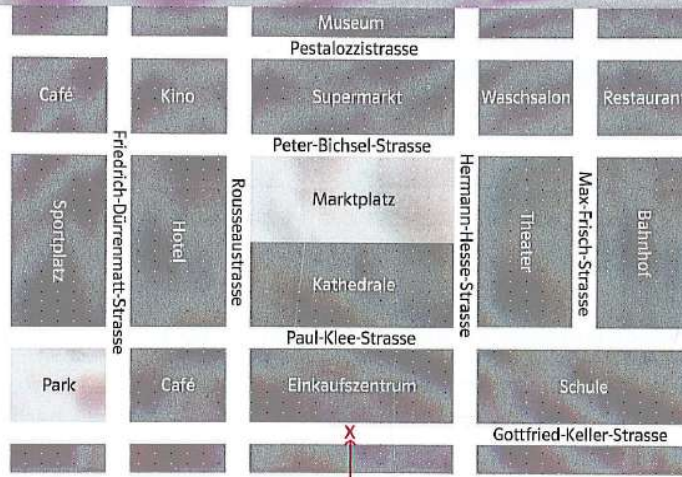 Museum
Pestalozzistrasse
Café
Kino
Supermarkt
Waschsalon
Restaurant
Peter-Bichsel-Strasse
Friedrich-Dürrenmatt-Strasse
Rousseaustrasse
Hermann-Hesse-Strasse
Max-Frisch-Strasse
Sportplatz
Hotel
Marktplatz
Theater
Bahnhof
Kathedrale
Paul-Klee-Strasse
Park
Café
Einkaufszentrum
Schule
X
Gottfried-Keller-Strasse